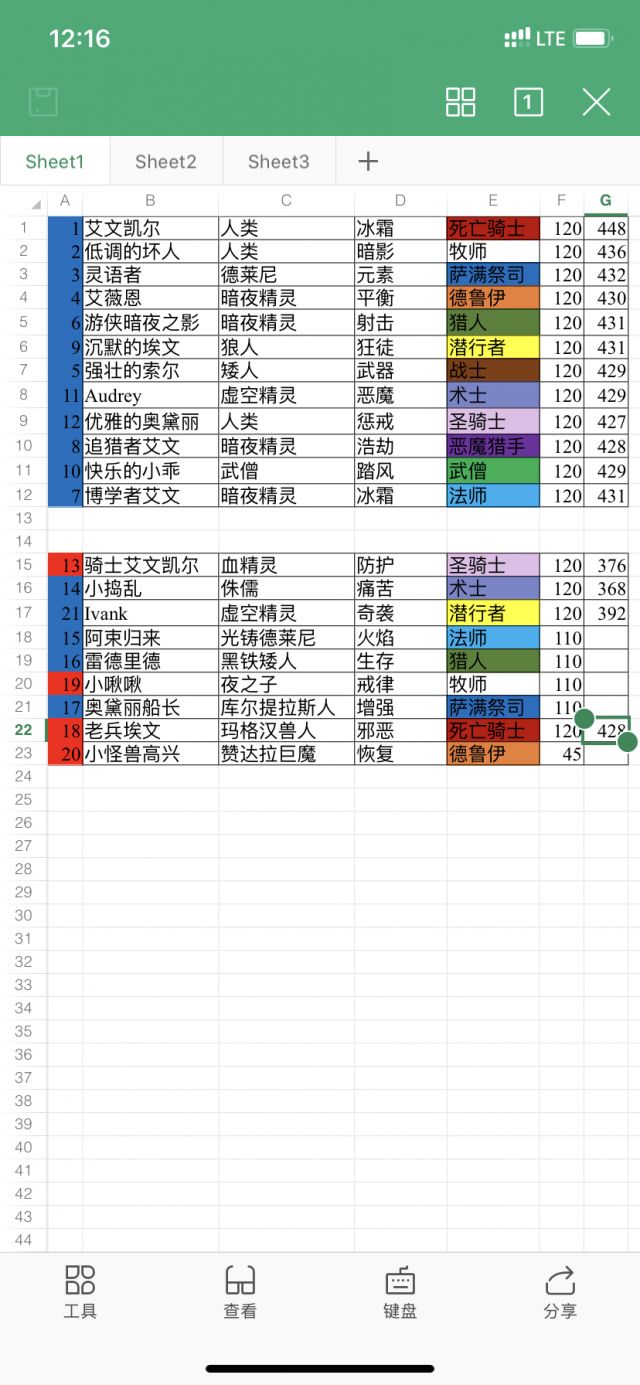 12:16 LTE
1
Sheet1 Sheet2 Sheet3 +
A B C D E F G
1 1 艾文凯尔 人类 冰霜 死亡骑士 120 448
2 2 低调的坏人 人类 暗影 牧师 120 436
3 3 灵语者 德莱尼 元素 萨满祭司 120 432
4 4 艾薇恩 暗夜精灵 平衡 德鲁伊 120 430
5 6 游侠暗夜之影 暗夜精灵 射击 猎人 120 431
6 9 沉默的埃文 狼人 狂徒 潜行者 120 431
7 5 强壮的索尔 矮人 武器 战士 120 429
8 11 Audrey 虚空精灵 恶魔 术士 120 429
9 12 优雅的奥黛丽 人类 惩戒 圣骑士 120 427
10 8 追猎者艾文 暗夜精灵 浩劫 恶魔猎手 120 428
11 10 快乐的小乖 武僧 踏风 武僧 120 429
12 7 博学者艾文 暗夜精灵 冰霜 法师 120 431
13
14
15 13 骑士艾文凯尔 血精灵 防护 圣骑士 120 376
16 14 小捣乱 侏儒 痛苦 术士 120 368
17 21 Ivank 虚空精灵 奇袭 潜行者 120 392
18 15 阿束归来 光铸德莱尼 火焰 法师 110
19 16 雷德里德 黑铁矮人 生存 猎人 110
20 19 小啾啾 夜之子 戒律 牧师 110
21 17 奥黛丽船长 库尔提拉斯人 增强 萨满祭司 110
22 18 老兵埃文 玛格汉兽人 邪恶 死亡骑士 120 428
23 20 小怪兽高兴 赞达拉巨魔 恢复 德鲁伊 45
24
25
26
27
28
29
30
31
32
33
34
35
36
37
38
39
40
41
42
43
44
工具 查看 键盘 分享